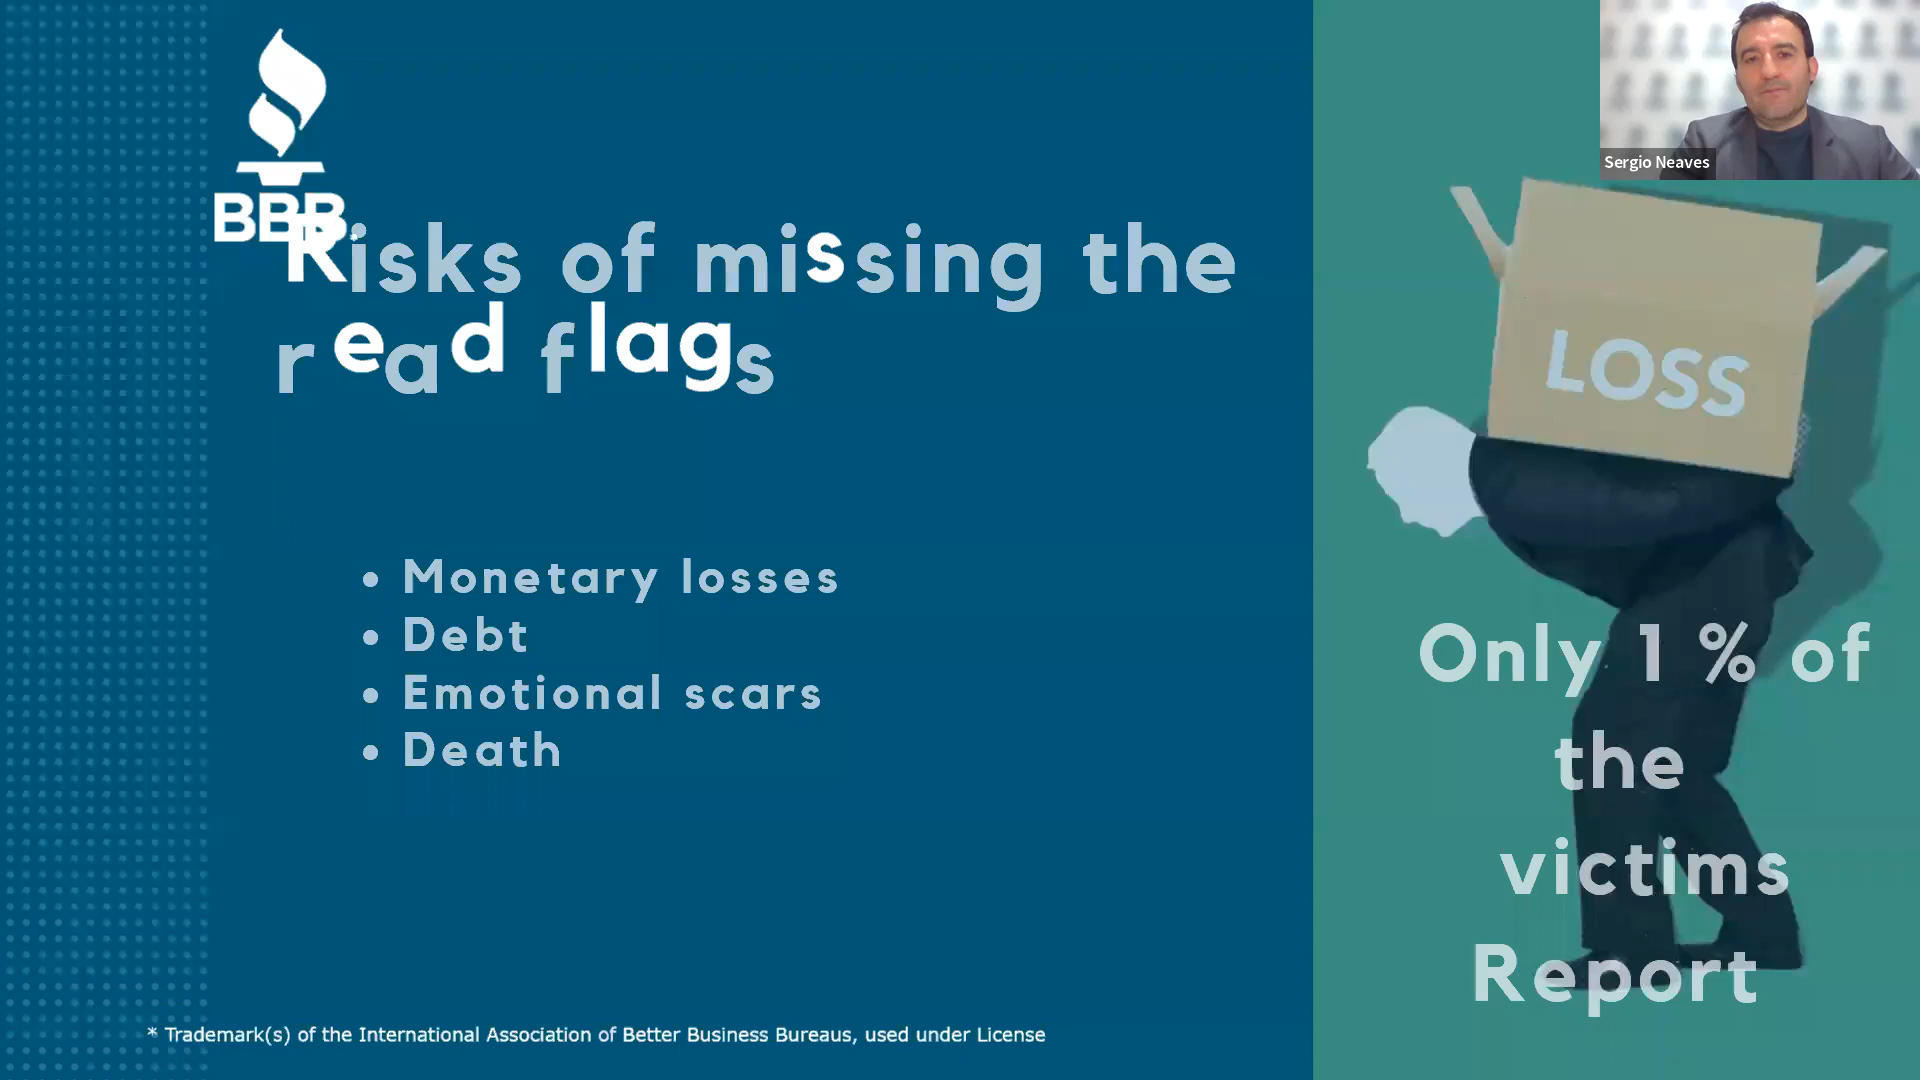 BBB.
Sergio Neaves
Risks of missing the
read flags
LOSS
• Monetary losses
• Debt
• Emotional scars
• Death
Only 1 % of
the
victims
Report
* Trademark(s) of the International Association of Better Business Bureaus, used under License